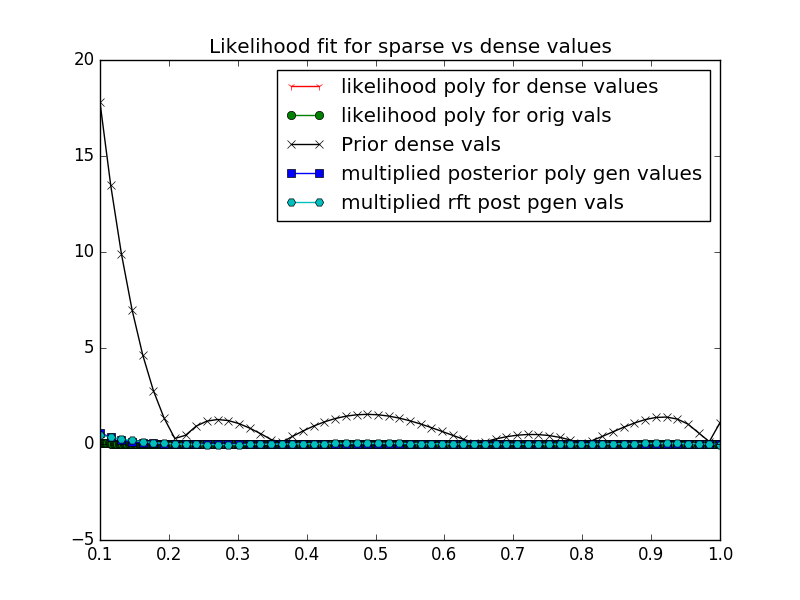 Likelihood fit for sparse vs dense values
20
15
10
5
0
−5
likelihood poly for dense values
likelihood poly for orig vals
Prior dense vals
multiplied posterior poly gen values
multiplied rft post pgen vals
0.1 0.2 0.3 0.4 0.5 0.6 0.7 0.8 0.9 1.0